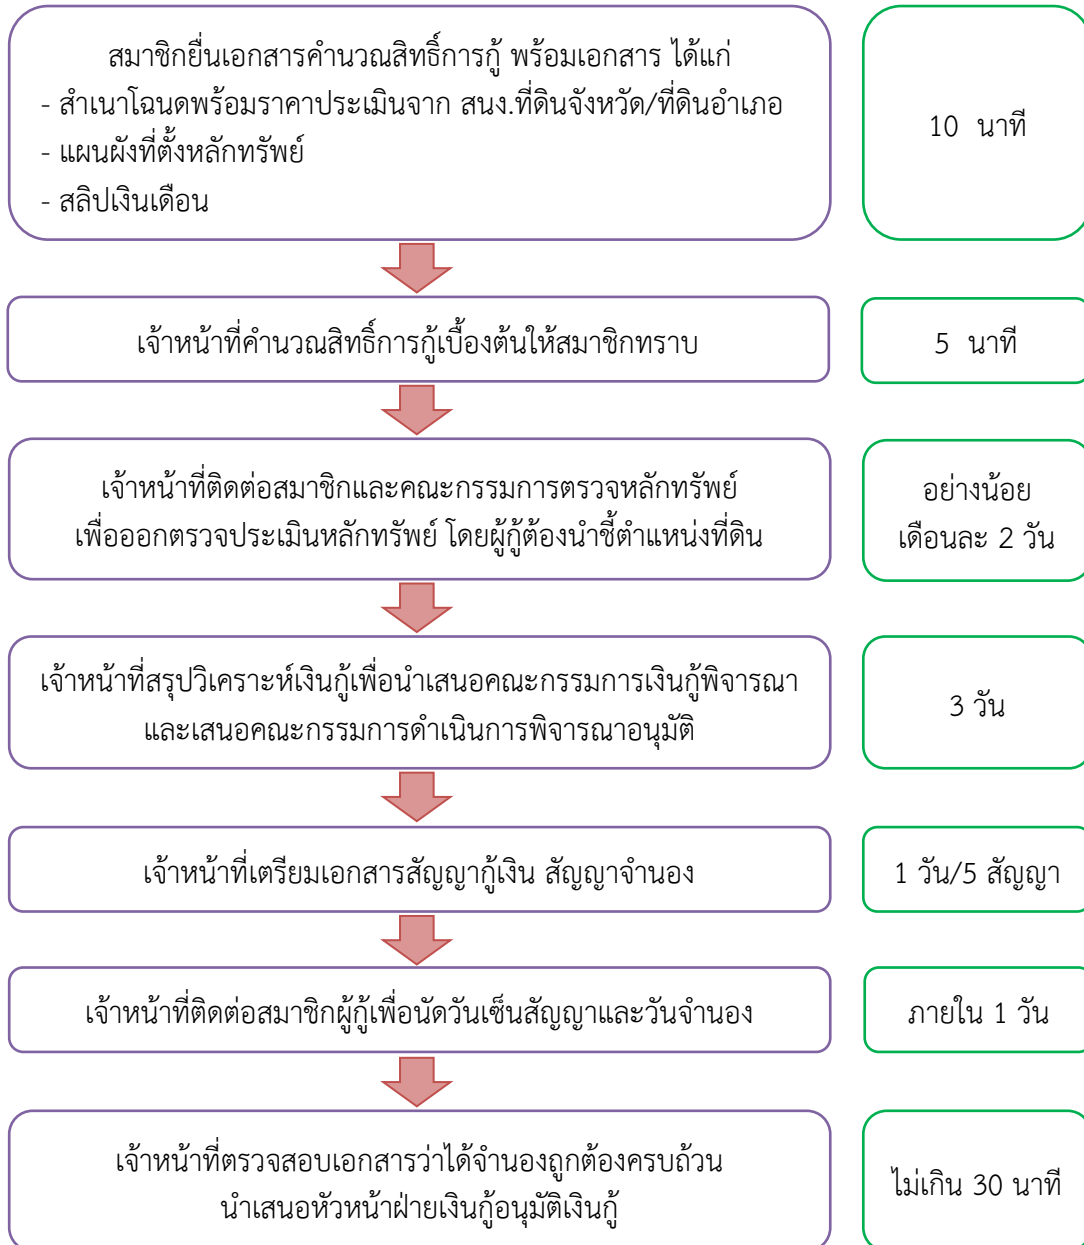 สมาชิกยื่นเอกสารคำนวณสิทธิ์การกู้ พร้อมเอกสาร ได้แก่
- สำเนาโฉนดพร้อมราคาประเมินจาก สนง.ที่ดินจังหวัด/ที่ดินอำเภอ
- แผนผังที่ตั้งหลักทรัพย์
- สลิปเงินเดือน
10 นาที
เจ้าหน้าที่คำนวณสิทธิ์การกู้เบื้องต้นให้สมาชิกทราบ
5 นาที
เจ้าหน้าที่ติดต่อสมาชิกและคณะกรรมการตรวจหลักทรัพย์
เพื่อออกตรวจประเมินหลักทรัพย์ โดยผู้กู้ต้องนำชี้ตำแหน่งที่ดิน
อย่างน้อย
เดือนละ 2 วัน
เจ้าหน้าที่สรุปวิเคราะห์เงินกู้เพื่อนำเสนอคณะกรรมการเงินกู้พิจารณา
และเสนอคณะกรรมการดำเนินการพิจารณาอนุมัติ
3 วัน
เจ้าหน้าที่เตรียมเอกสารสัญญากู้เงิน สัญญาจำนอง
1 วัน/5 สัญญา
เจ้าหน้าที่ติดต่อสมาชิกผู้กู้เพื่อนัดวันเซ็นสัญญาและวันจำนอง
ภายใน 1 วัน
เจ้าหน้าที่ตรวจสอบเอกสารว่าได้จำนองถูกต้องครบถ้วน
นำเสนอหัวหน้าฝ่ายเงินกู้อนุมัติเงินกู้
ไม่เกิน 30 นาที